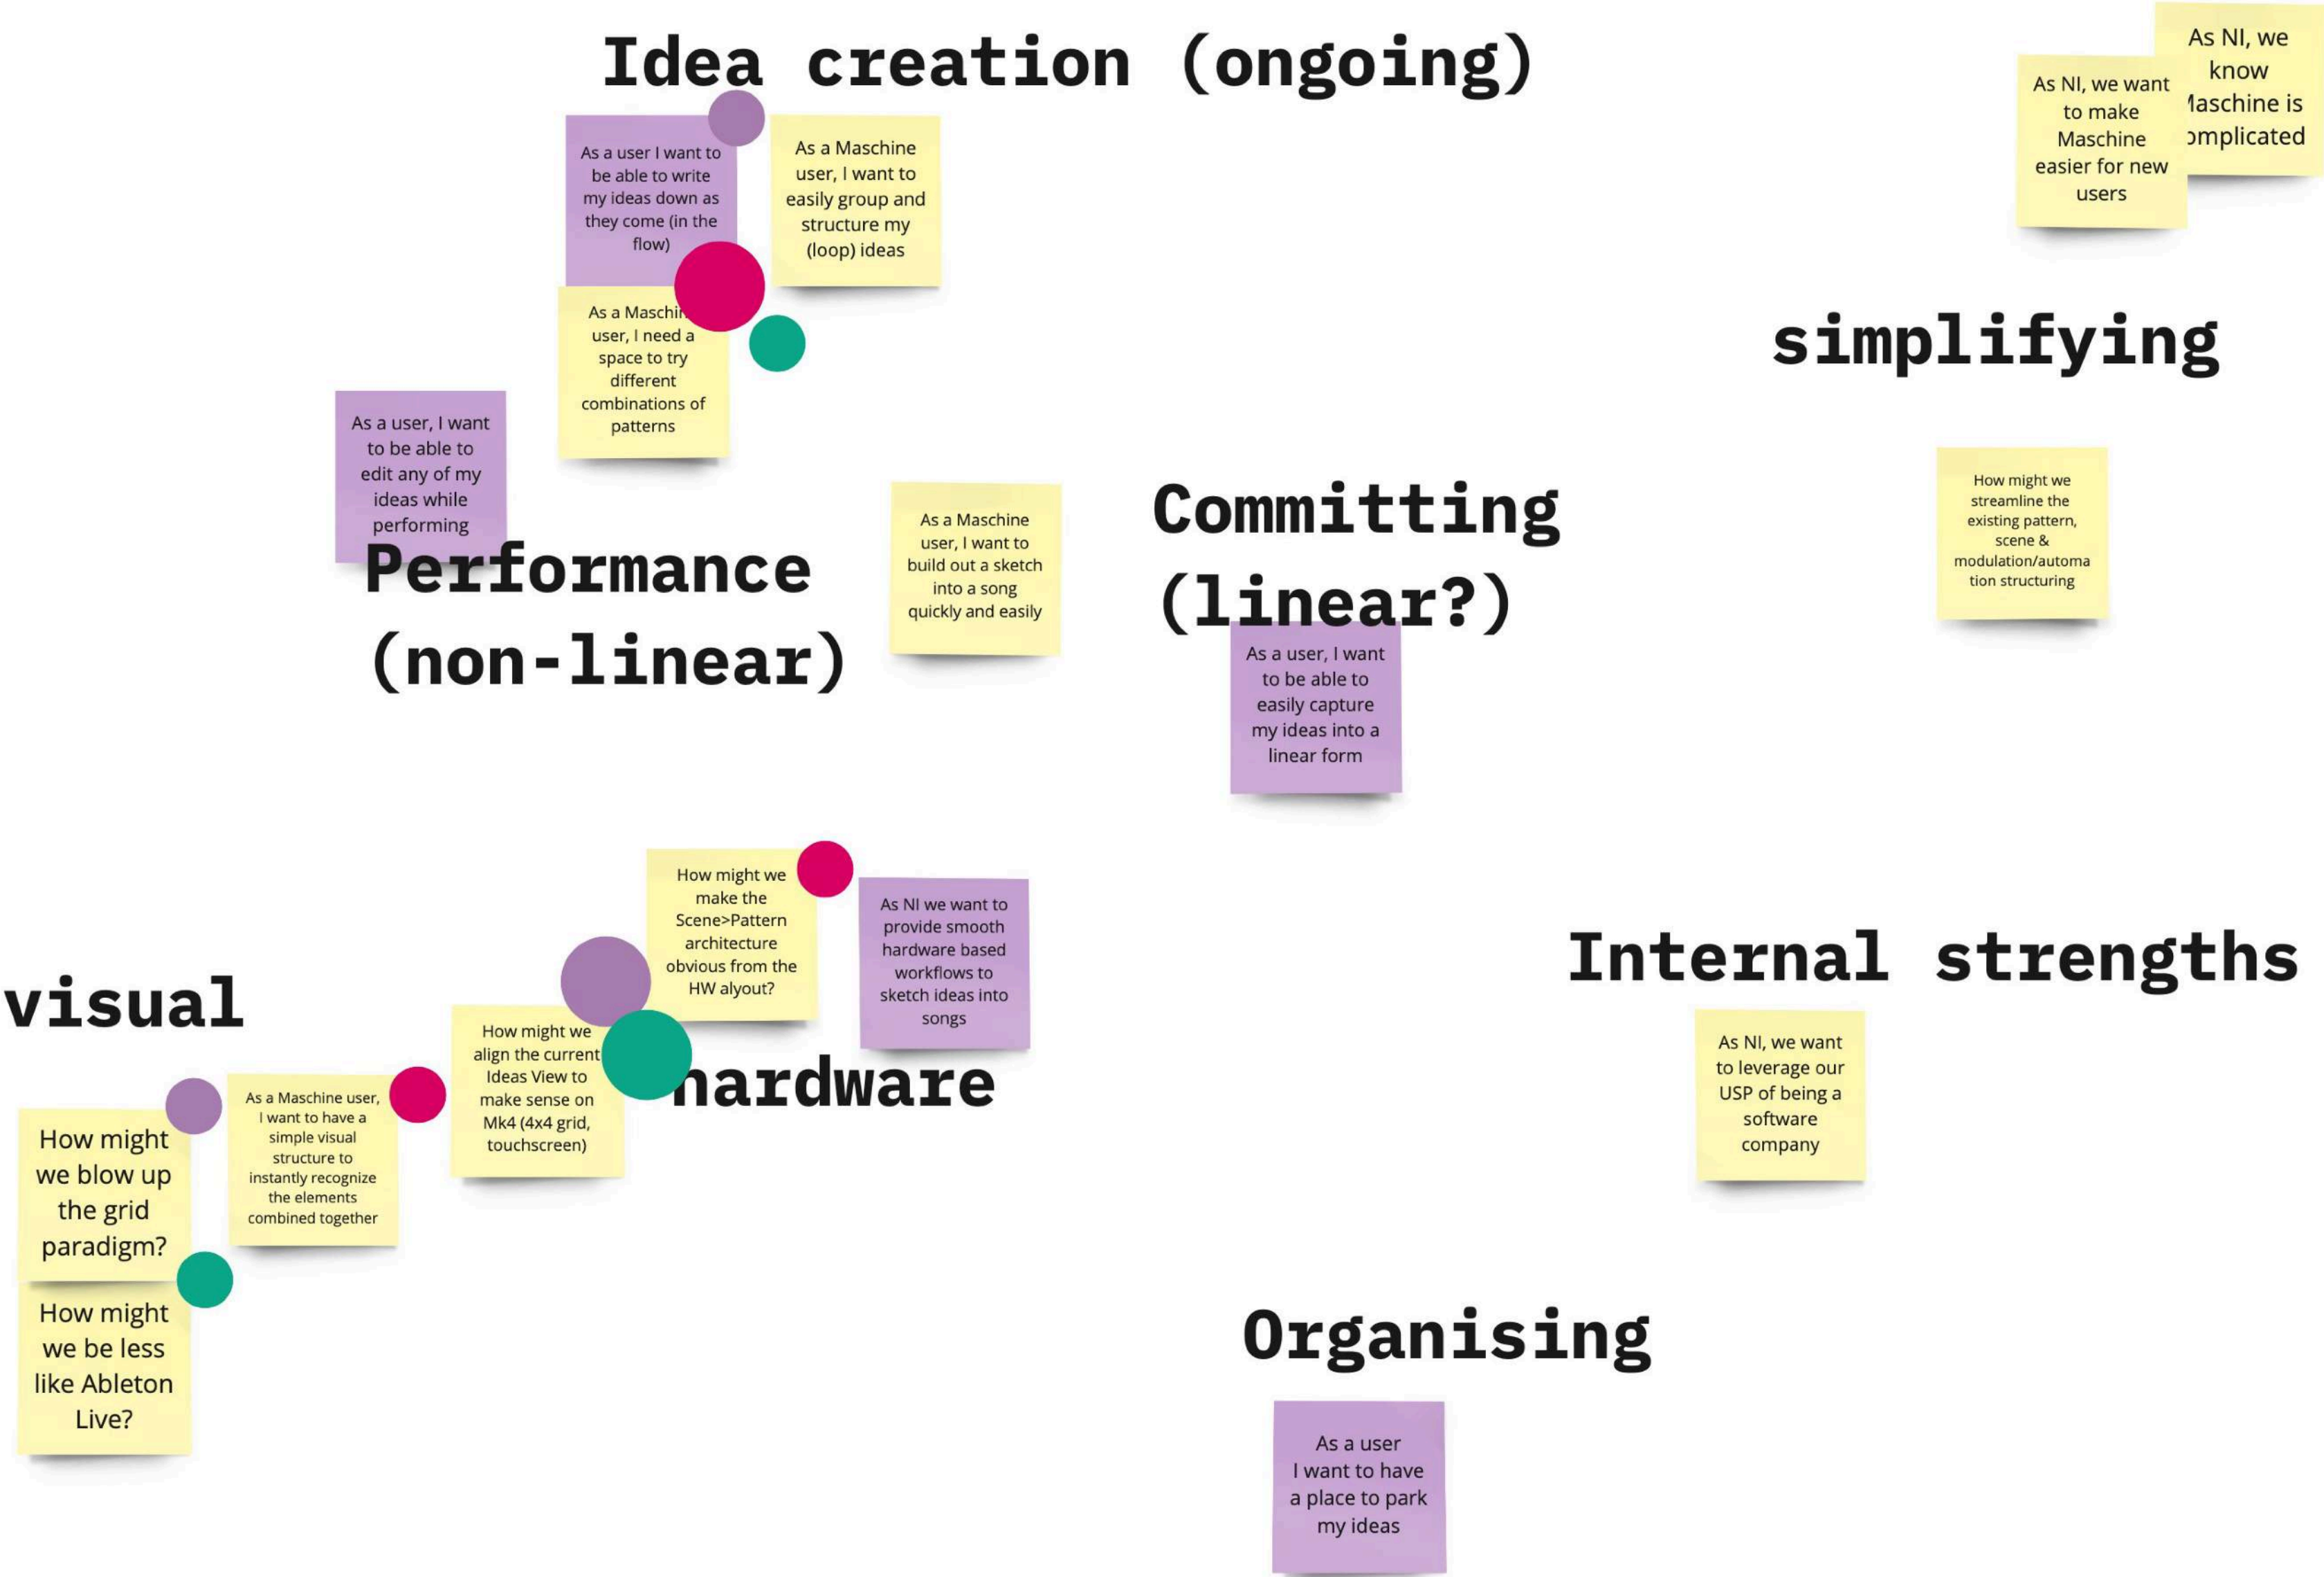 Idea creation (ongoing)
As a user I want to
be able to write
my ideas down as
they come (in the
flow)
As a Maschine
user, I want to
easily group and
structure my
(loop) ideas
As a
user, I need a
space to try
different
combinations of
patterns
As NI, we want
to make
Maschine
easier for new
users
As NI, we
know
is
simplifying
As a user, I want
to be able to
edit any of my
ideas while
performing
Performance
(non-linear)
As a Maschine
user, I want to
build out a sketch
into a song
quickly and easily
Committing
(linear?)
As a user, I want
to be able to
easily capture
my ideas into a
linear form
How might we
streamline the
existing pattern,
scene &
modulation/automa
tion structuring
visual
How might
we blow up
the grid
paradigm?
How might
we be less
like Ableton
Live?
As a Maschine user,
I want to have a
simple visual
structure to
instantly recognize
the elements
combined together
How might we
align the current
Ideas View to
make sense on
Mk4 (4x4 grid,
touchscreen)
How might we
make the
Scene>Pattern
architecture
obvious from the
HW alyout?
As NI we want to
provide smooth
hardware based
workflows to
sketch ideas into
songs
hardware
Internal strengths
As NI, we want
to leverage our
USP of being a
software
company
Organising
As a user
I want to have
a place to park
my ideas